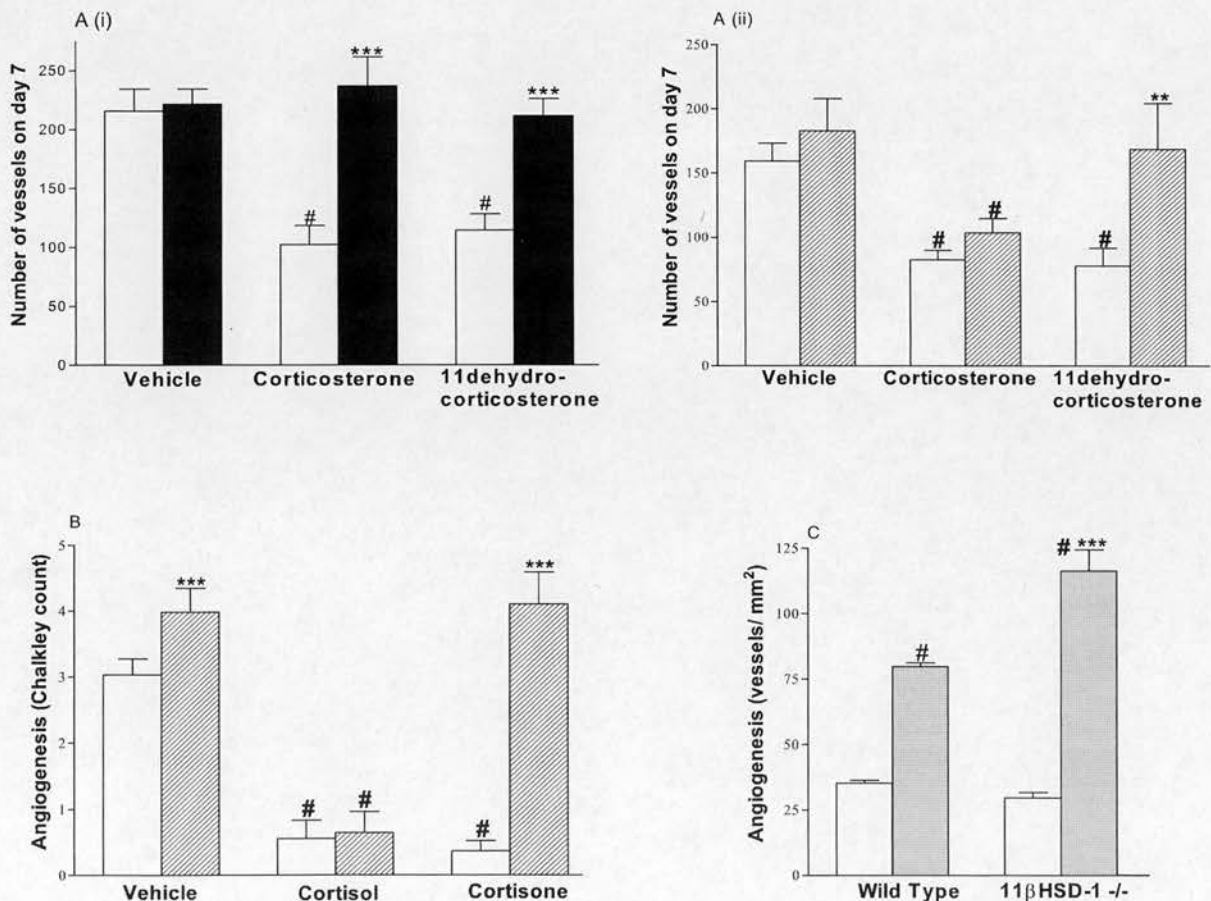 A (i)
Number of vessels on day 7
250
200
150
100
50
0
***
***
#
#
Vehicle
Corticosterone
11dehydro-
corticosterone
A (ii)
Number of vessels on day 7
250
200
150
100
50
0
**
#
#
#
Vehicle
Corticosterone
11dehydro-
corticosterone
B
Angiogenesis (Chalkley count)
5
4
3
2
1
0
***
***
#
#
#
Vehicle
Cortisol
Cortisone
C
Angiogenesis (vessels/ mm²)
125
100
75
50
25
0
#
# ***
Wild Type
11βHSD-1 -/-